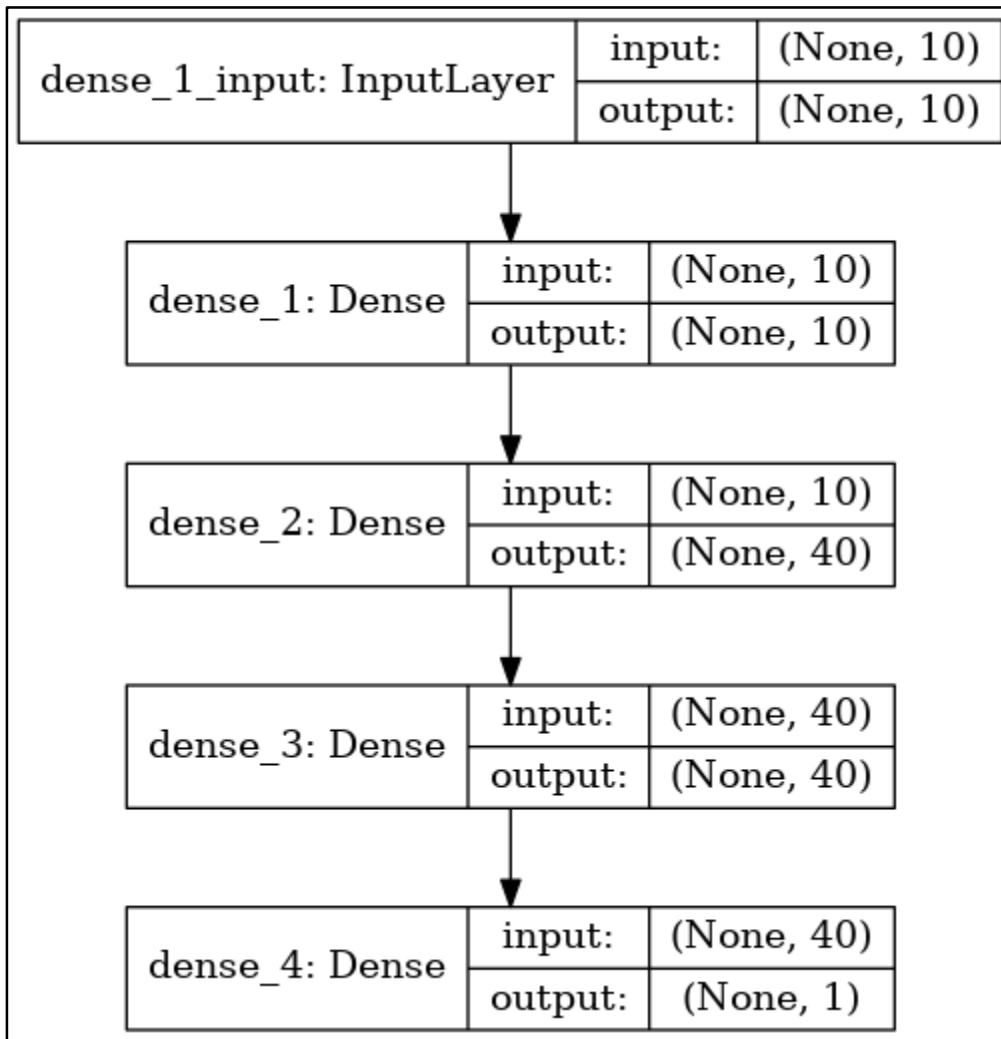 dense_1_input: InputLayer
input: (None, 10)
output: (None, 10)
dense_1: Dense
input: (None, 10)
output: (None, 10)
dense_2: Dense
input: (None, 10)
output: (None, 40)
dense_3: Dense
input: (None, 40)
output: (None, 40)
dense_4: Dense
input: (None, 40)
output: (None, 1)